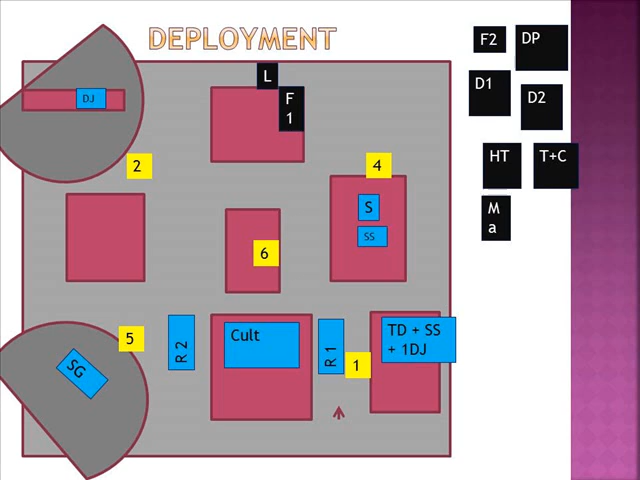 DEPLOYMENT
F2
DP
L
D1
D2
DJ
F
1
2
4
HT
T+C
S
M
a
SS
6
5
R 2
Cult
R 1
TD + SS
+ 1DJ
SG
1